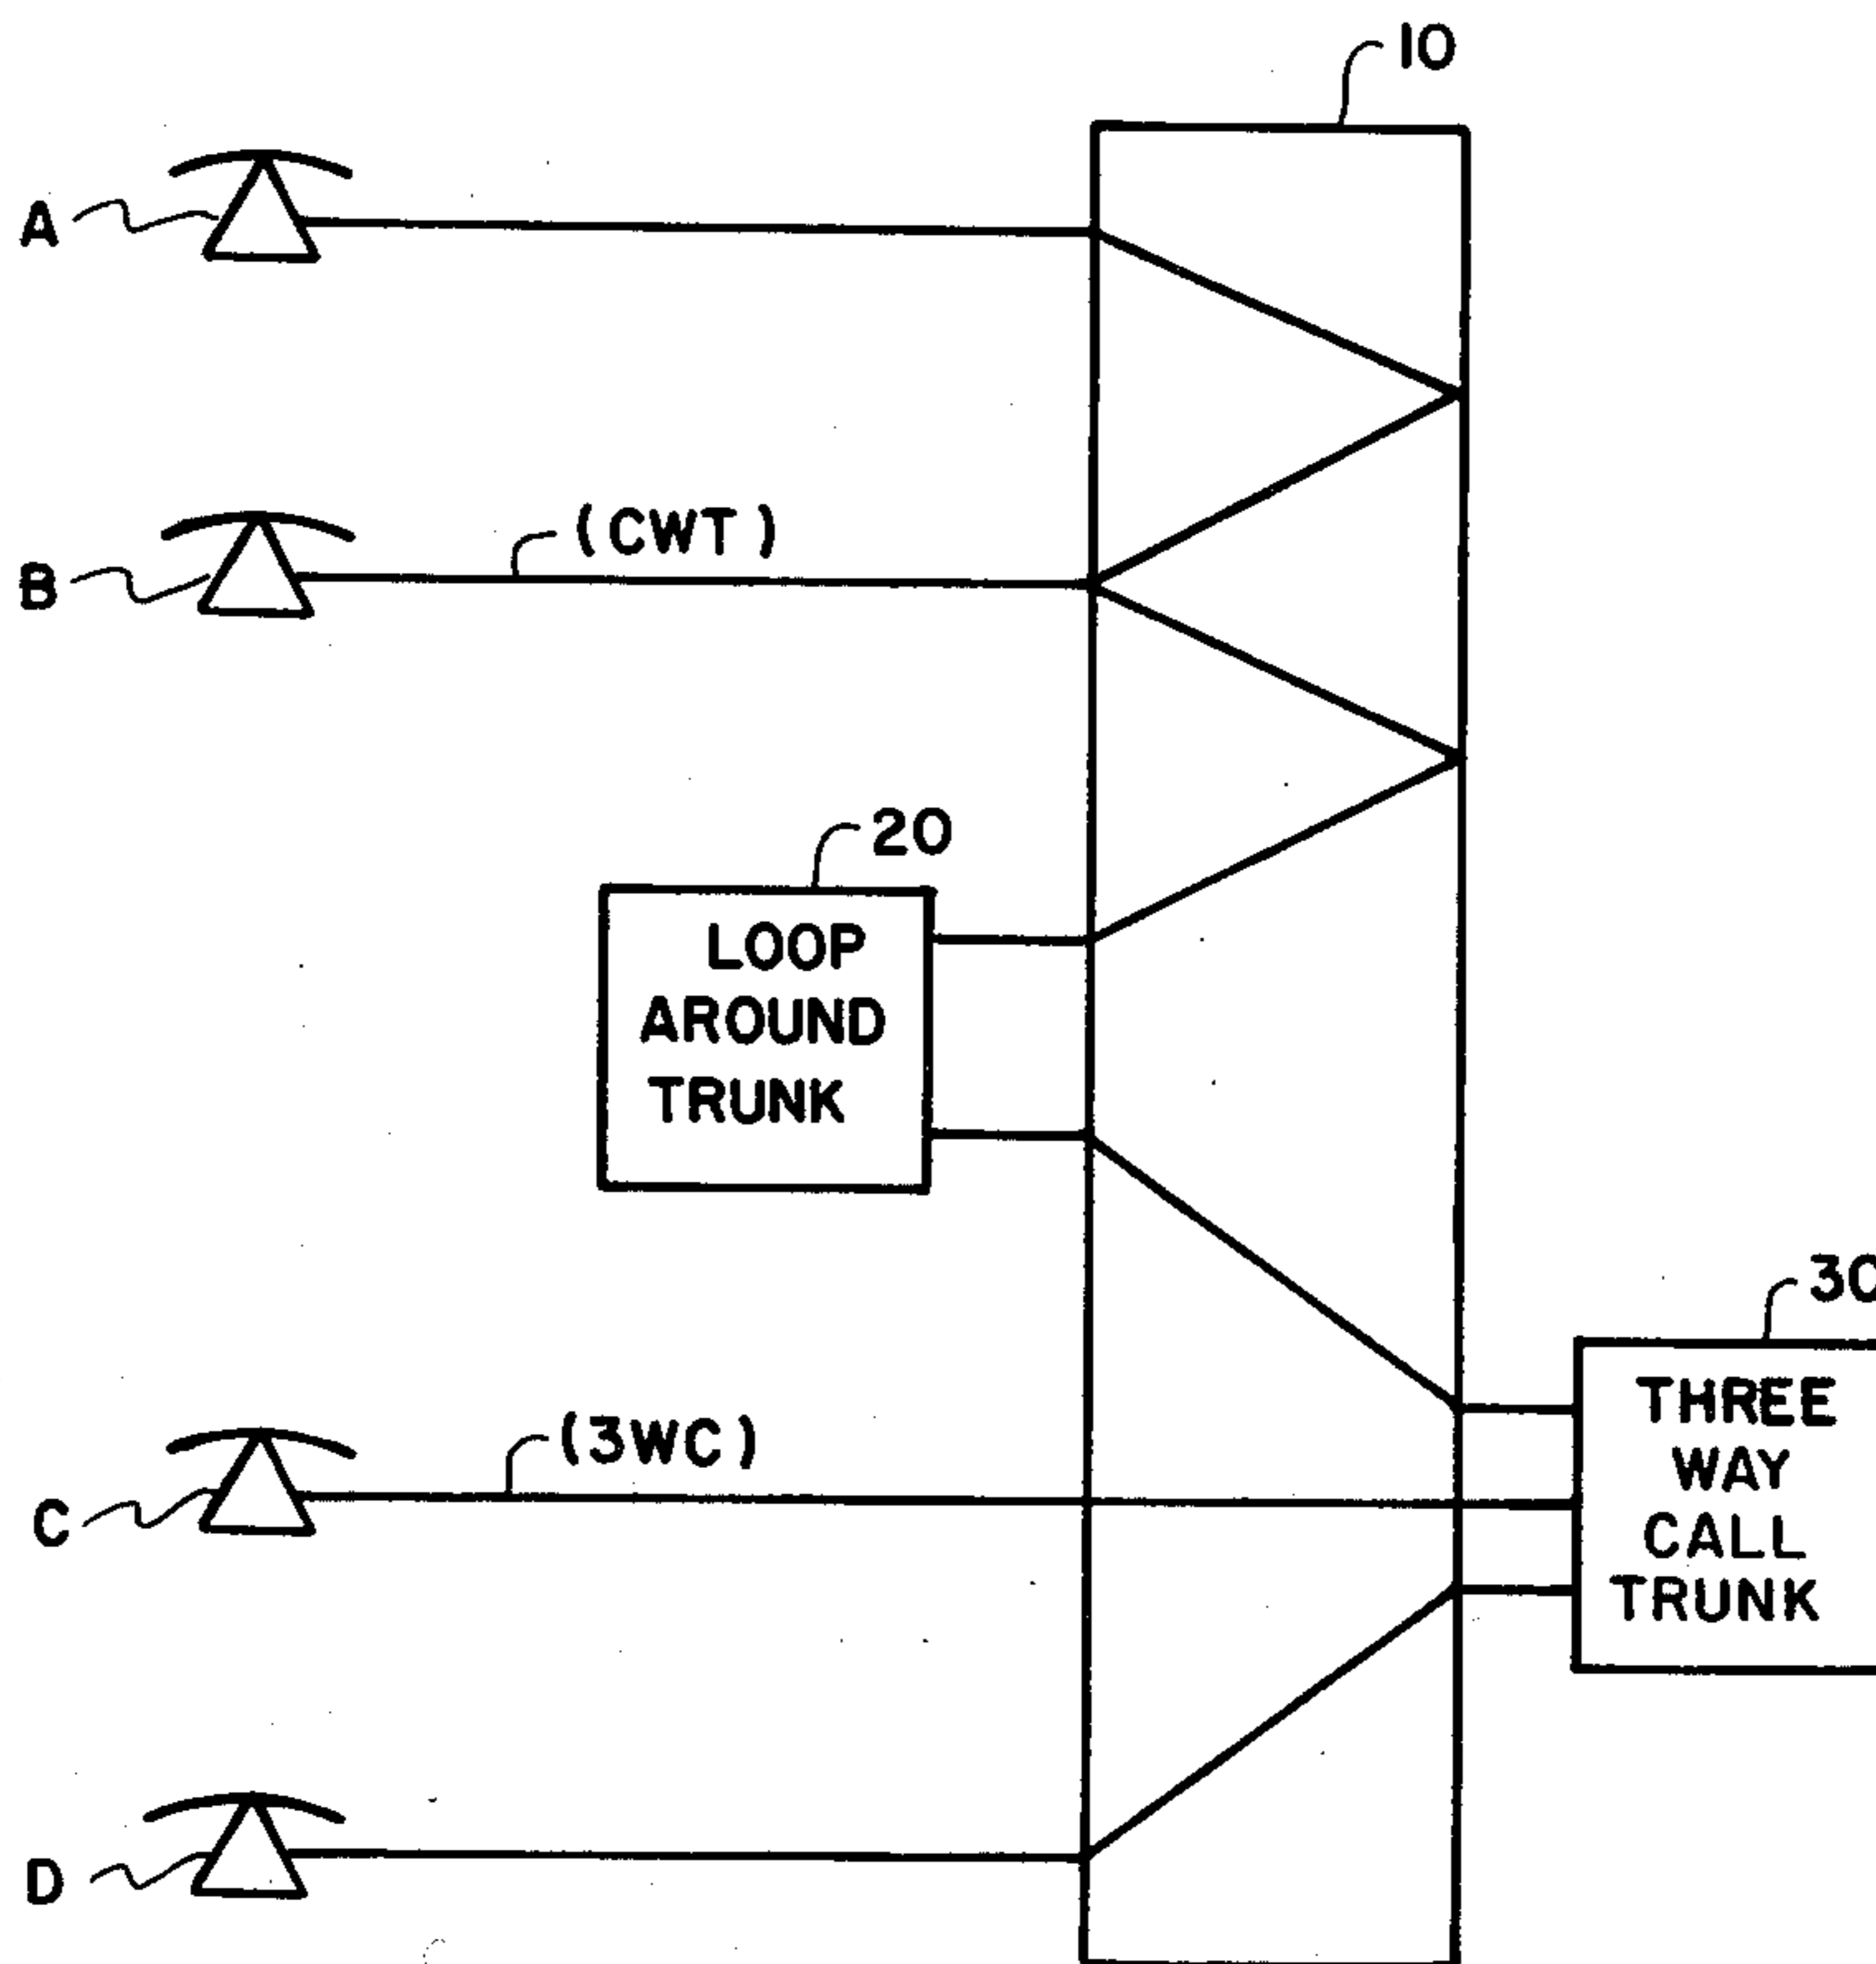 10
A
(CWT)
B
20
LOOP
AROUND
TRUNK
30
THREE
WAY
CALL
TRUNK
(3WC)
C
D